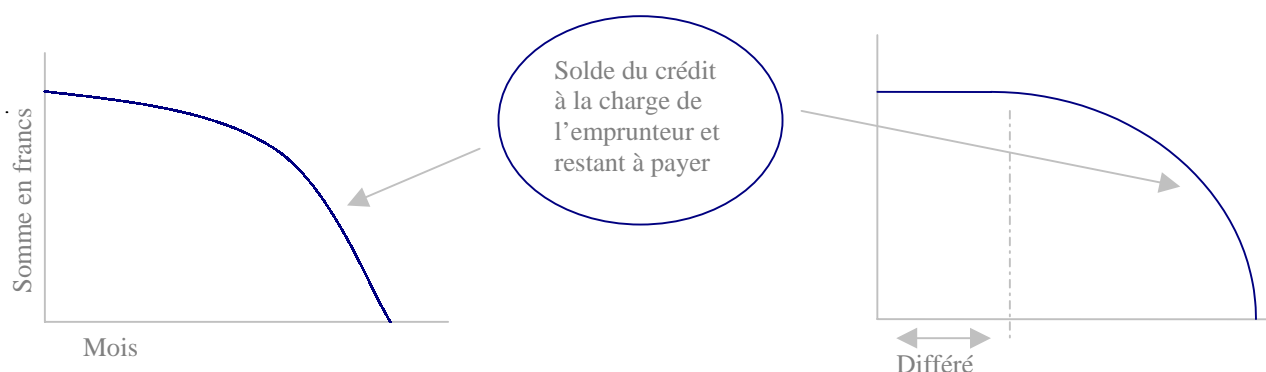 Solde du crédit
à la charge de
l’emprunteur et
restant à payer
Somme en francs
Mois
Différé